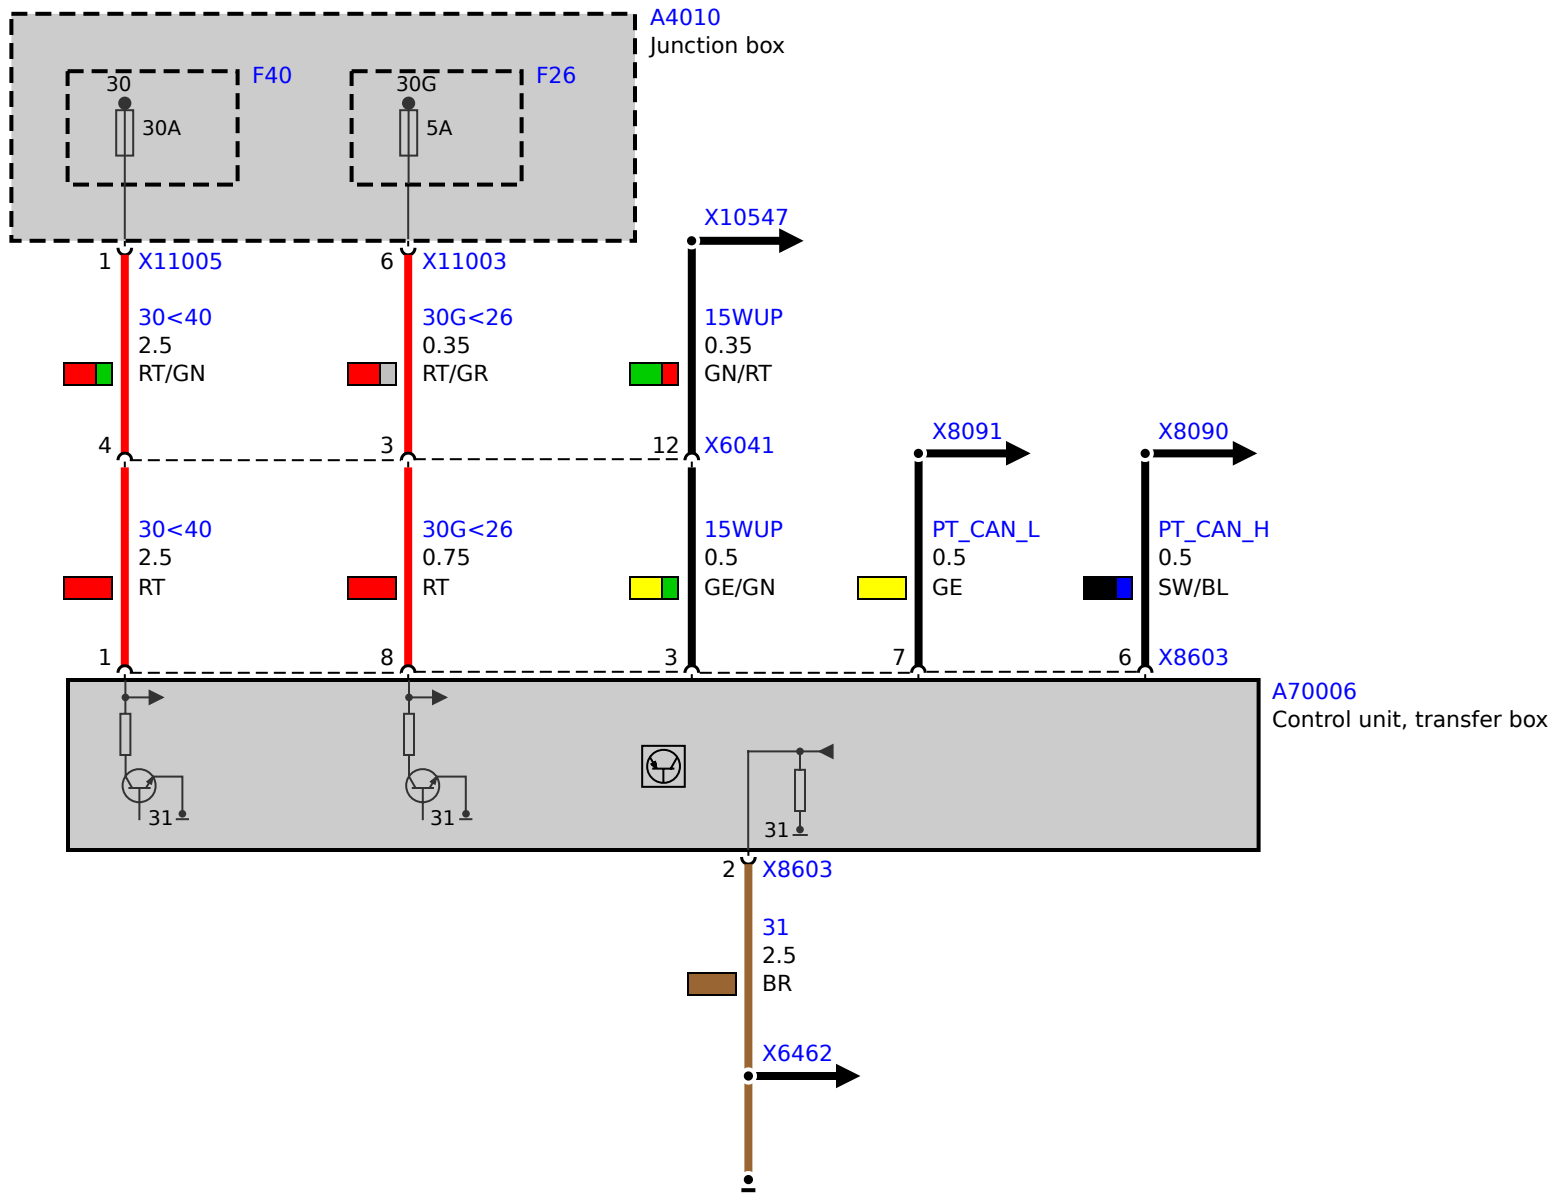 A4010
Junction box
F40
F26
30
30G
30A
5A
X10547
1 X11005
6 X11003
30<40
30G<26
15WUP
2.5
0.35
0.35
RT/GN
RT/GR
GN/RT
X8091
X8090
4
3
12 X6041
30<40
30G<26
15WUP
PT_CAN_L
PT_CAN_H
2.5
0.75
0.5
0.5
0.5
RT
RT
GE/GN
GE
SW/BL
1
8
3
7
6 X8603
A70006
Control unit, transfer box
31
31
31
2 X8603
31
2.5
BR
X6462